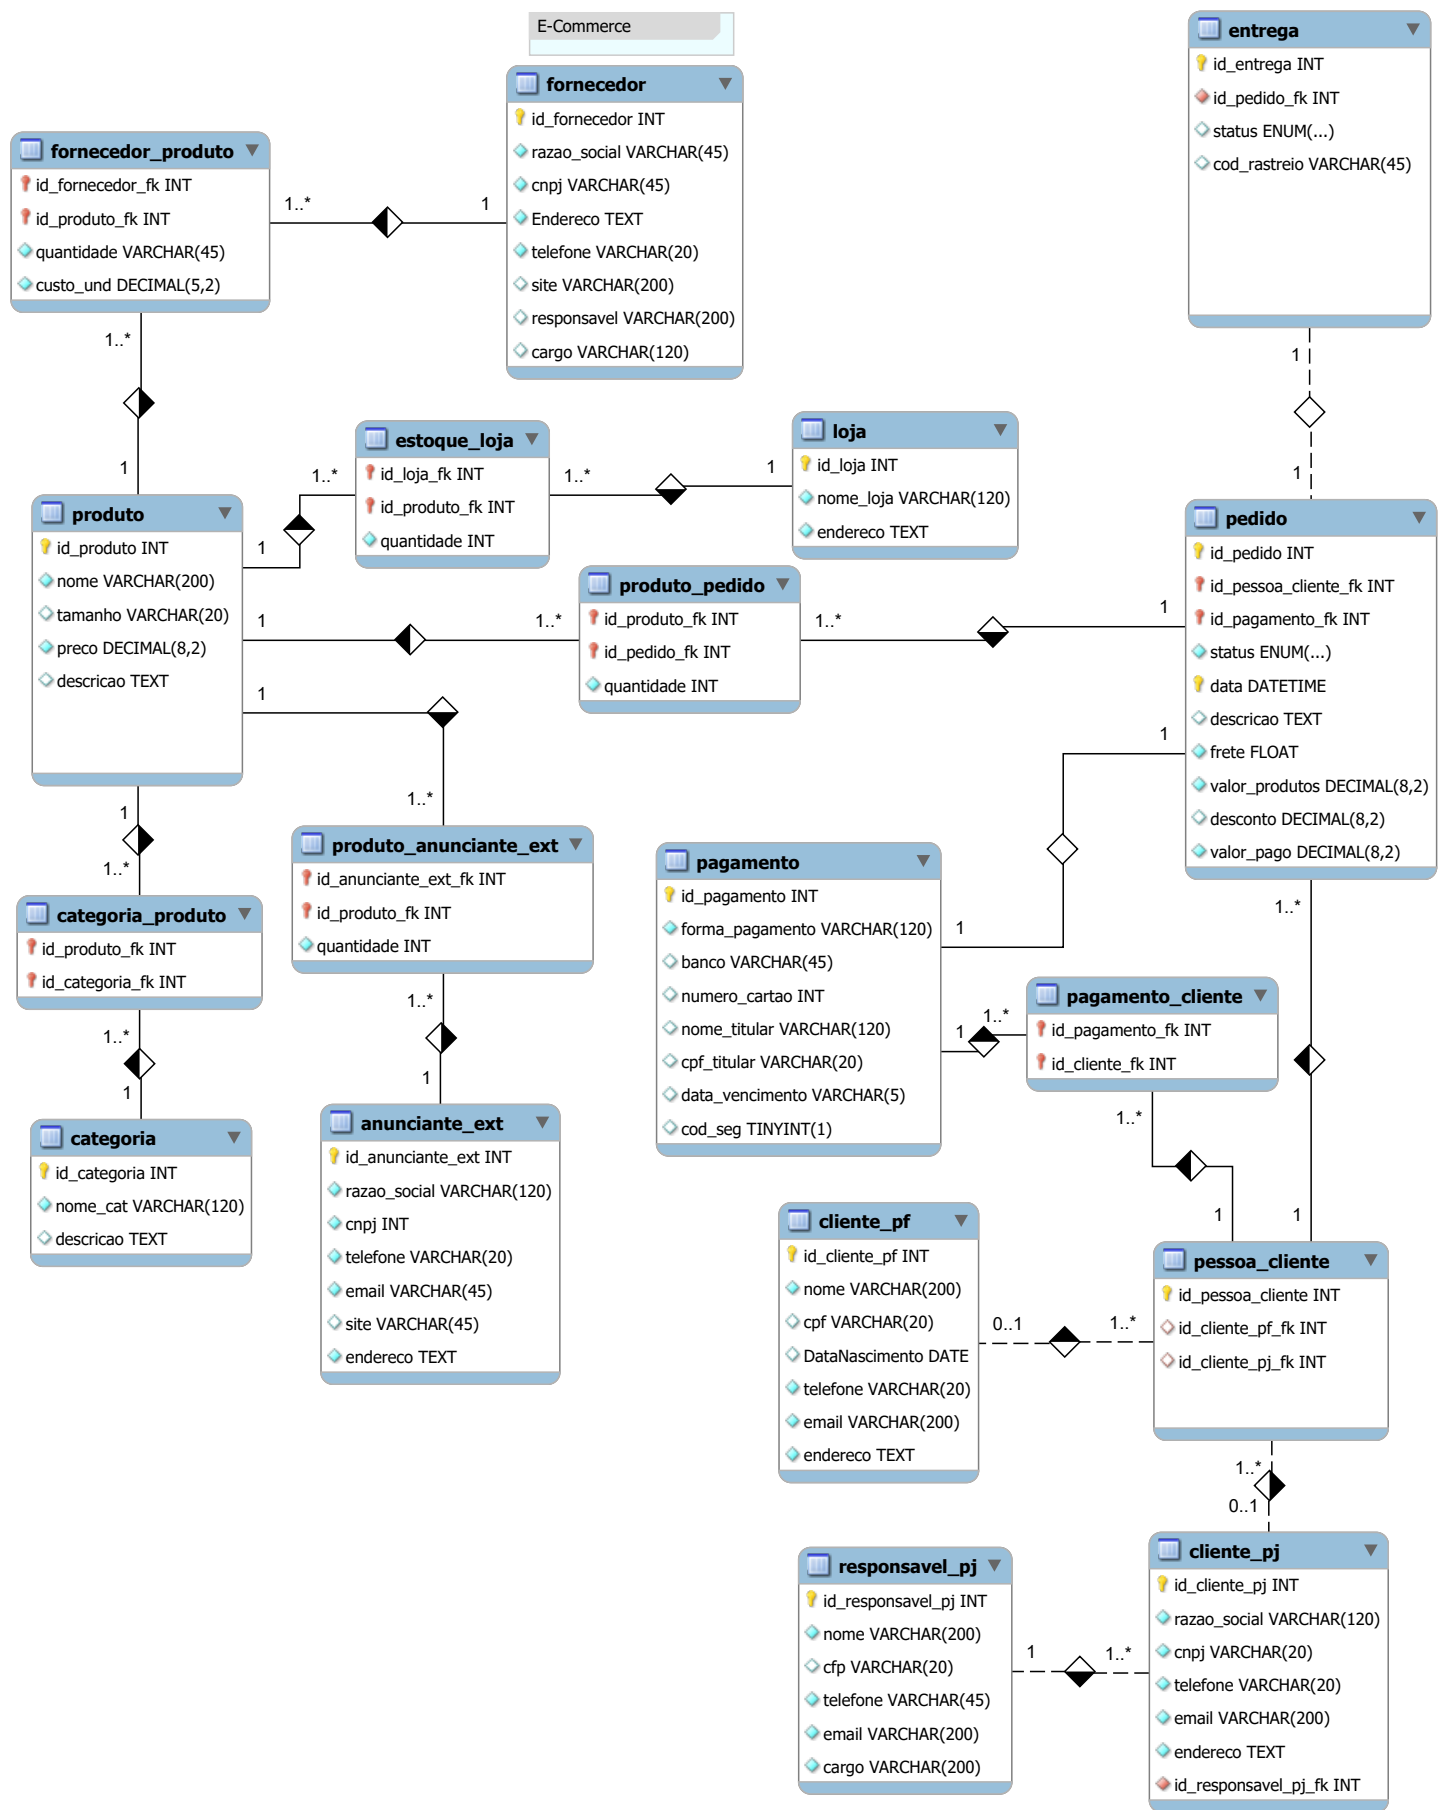 E-Commerce
entrega
id_entrega INT
id_pedido_fk INT
status ENUM(...)
cod_rastreio VARCHAR(45)
fornecedor
id_fornecedor INT
razao_social VARCHAR(45)
cnpj VARCHAR(45)
Endereco TEXT
telefone VARCHAR(20)
site VARCHAR(200)
responsavel VARCHAR(200)
cargo VARCHAR(120)
fornecedor_produto
id_fornecedor_fk INT
id_produto_fk INT
quantidade VARCHAR(45)
custo_und DECIMAL(5,2)
1..*
1
1..*
1
1
1
estoque_loja
id_loja_fk INT
id_produto_fk INT
quantidade INT
loja
id_loja INT
nome_loja VARCHAR(120)
endereco TEXT
1..*
1
1..*
1
produto
id_produto INT
nome VARCHAR(200)
tamanho VARCHAR(20)
preco DECIMAL(8,2)
descricao TEXT
produto_pedido
id_produto_fk INT
id_pedido_fk INT
quantidade INT
1
1..*
1..*
1
pedido
id_pedido INT
id_pessoa_cliente_fk INT
id_pagamento_fk INT
status ENUM(...)
data DATETIME
descricao TEXT
frete FLOAT
valor_produtos DECIMAL(8,2)
desconto DECIMAL(8,2)
valor_pago DECIMAL(8,2)
1
1..*
1
1..*
1
1
produto_anunciante_ext
id_anunciante_ext_fk INT
id_produto_fk INT
quantidade INT
pagamento
id_pagamento INT
forma_pagamento VARCHAR(120)
banco VARCHAR(45)
numero_cartao INT
nome_titular VARCHAR(120)
cpf_titular VARCHAR(20)
data_vencimento VARCHAR(5)
cod_seg TINYINT(1)
categoria_produto
id_produto_fk INT
id_categoria_fk INT
1..*
1
1..*
1
1
1..*
1..*
1
pagamento_cliente
id_pagamento_fk INT
id_cliente_fk INT
1..*
1
categoria
id_categoria INT
nome_cat VARCHAR(120)
descricao TEXT
anunciante_ext
id_anunciante_ext INT
razao_social VARCHAR(120)
cnpj INT
telefone VARCHAR(20)
email VARCHAR(45)
site VARCHAR(45)
endereco TEXT
cliente_pf
id_cliente_pf INT
nome VARCHAR(200)
cpf VARCHAR(20)
DataNascimento DATE
telefone VARCHAR(20)
email VARCHAR(200)
endereco TEXT
0..1
1..*
pessoa_cliente
id_pessoa_cliente INT
id_cliente_pf_fk INT
id_cliente_pj_fk INT
1..*
0..1
responsavel_pj
id_responsavel_pj INT
nome VARCHAR(200)
cfp VARCHAR(20)
telefone VARCHAR(45)
email VARCHAR(200)
cargo VARCHAR(200)
1
1..*
cliente_pj
id_cliente_pj INT
razao_social VARCHAR(120)
cnpj VARCHAR(20)
telefone VARCHAR(20)
email VARCHAR(200)
endereco TEXT
id_responsavel_pj_fk INT